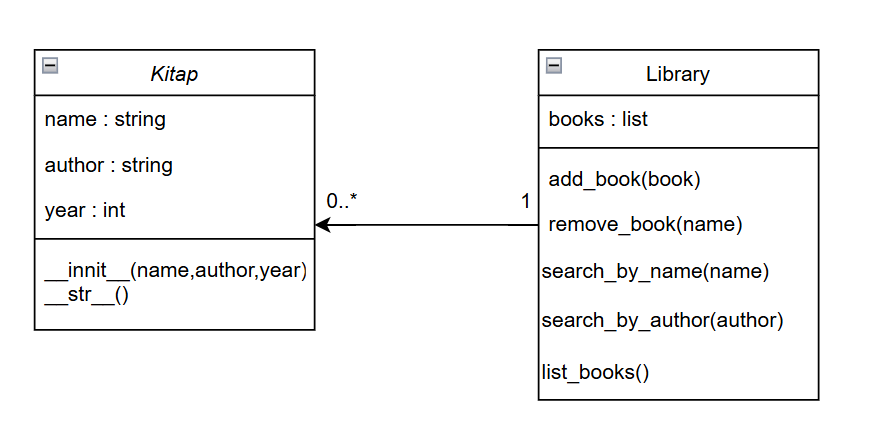 Kitap
name : string
author : string
year : int
__innit__(name,author,year)
__str__()
0..*
1
Library
books : list
add_book(book)
remove_book(name)
search_by_name(name)
search_by_author(author)
list_books()